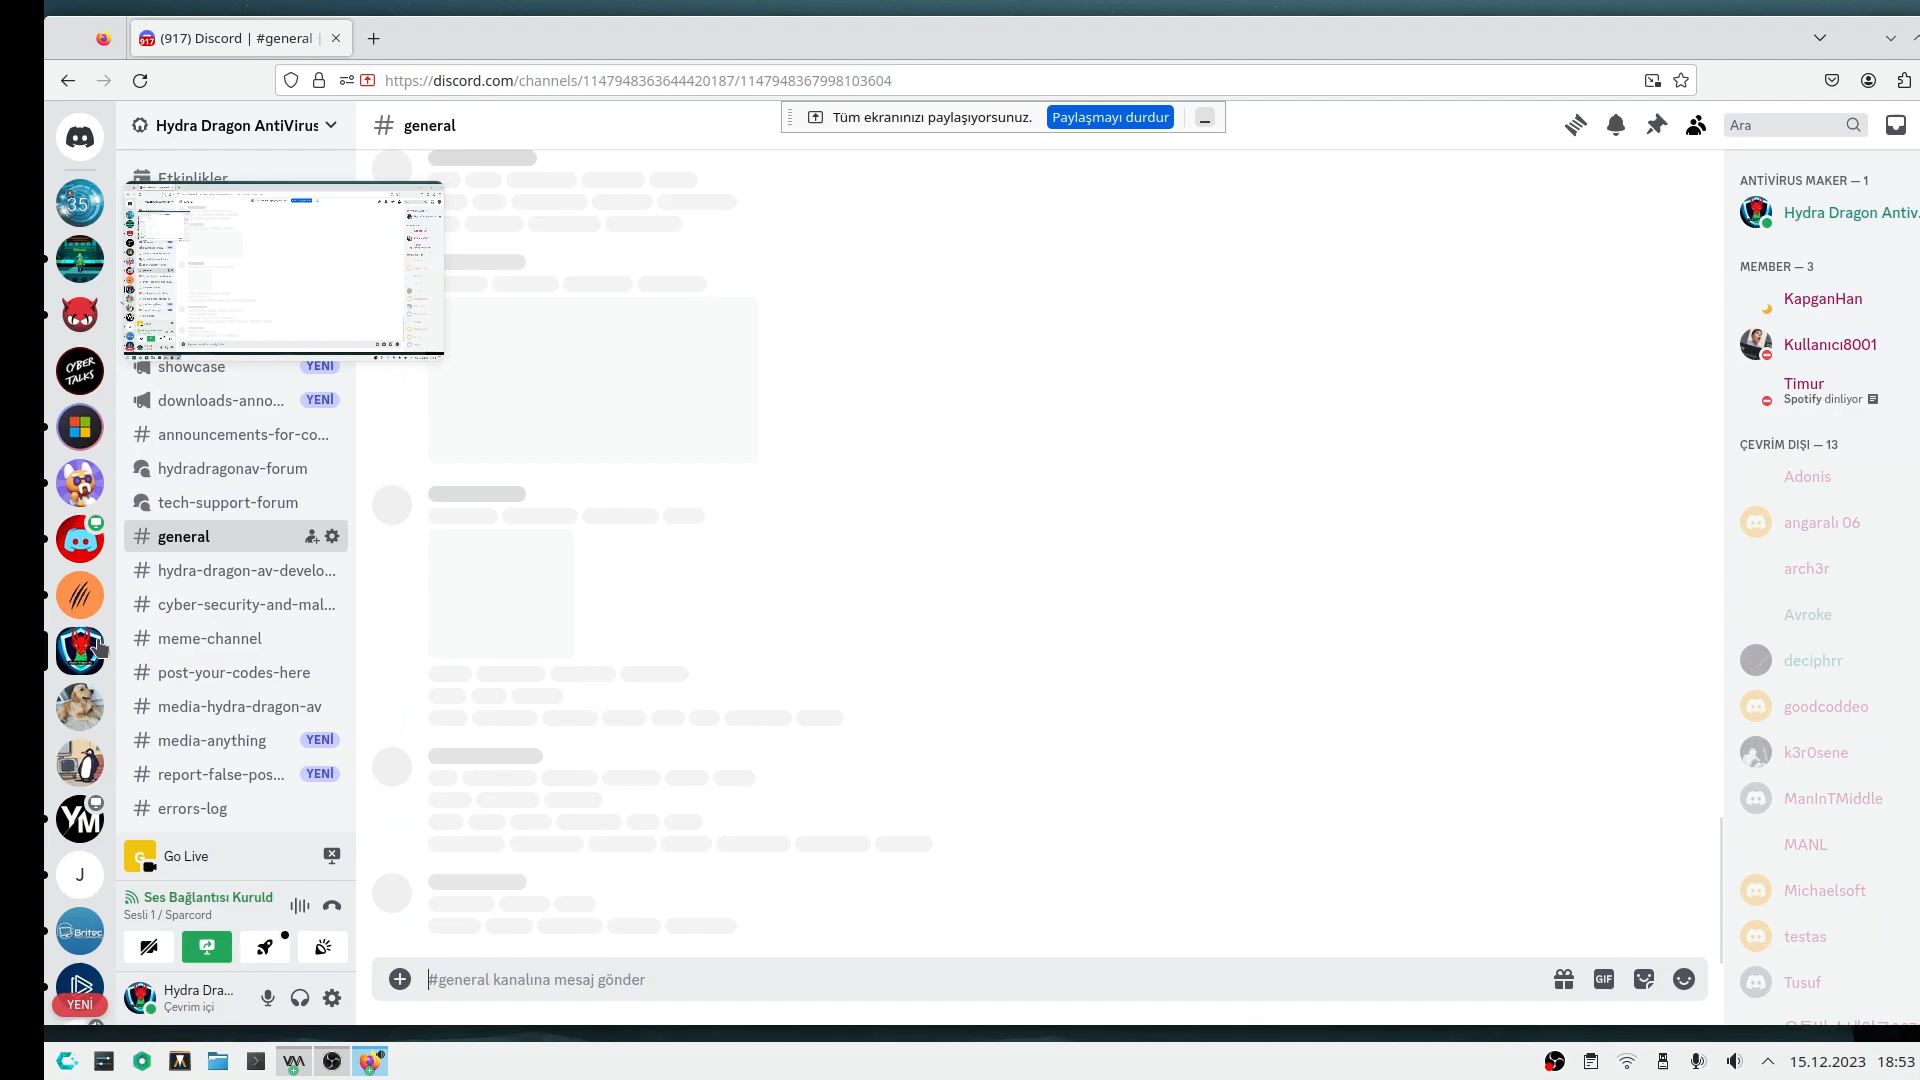 (917) Discord | #general |
https://discord.com/channels/1147948363644420187/1147948367998103604
Hydra Dragon AntiVirus
general
Tüm ekranınızı paylaşıyorsunuz.
Paylaşmayı durdur
Ara
Etkinlikler
showcase
YENİ
downloads-anno...
YENİ
announcements-for-co...
hydradragonav-forum
tech-support-forum
general
hydra-dragon-av-develo...
cyber-security-and-mal...
meme-channel
post-your-codes-here
media-hydra-dragon-av
media-anything
YENİ
report-false-pos...
YENİ
errors-log
Go Live
Ses Bağlantısı Kuruld
Sesli 1 / Sparcord
Hydra Dra...
Çevrim içi
35
CYBER
TALKS
YM
J
Britec
YENİ
#general kanalına mesaj gönder
GIF
ANTİVİRUS MAKER — 1
Hydra Dragon Antiv.
MEMBER — 3
KapganHan
Kullanıcı8001
Timur
Spotify dinliyor
ÇEVRİM DIŞI — 13
Adonis
angaralı 06
arch3r
Avroke
deciphrr
goodcoddeo
k3r0sene
ManInTMiddle
MANL
Michaelsoft
testas
Tusuf
15.12.2023
18:53